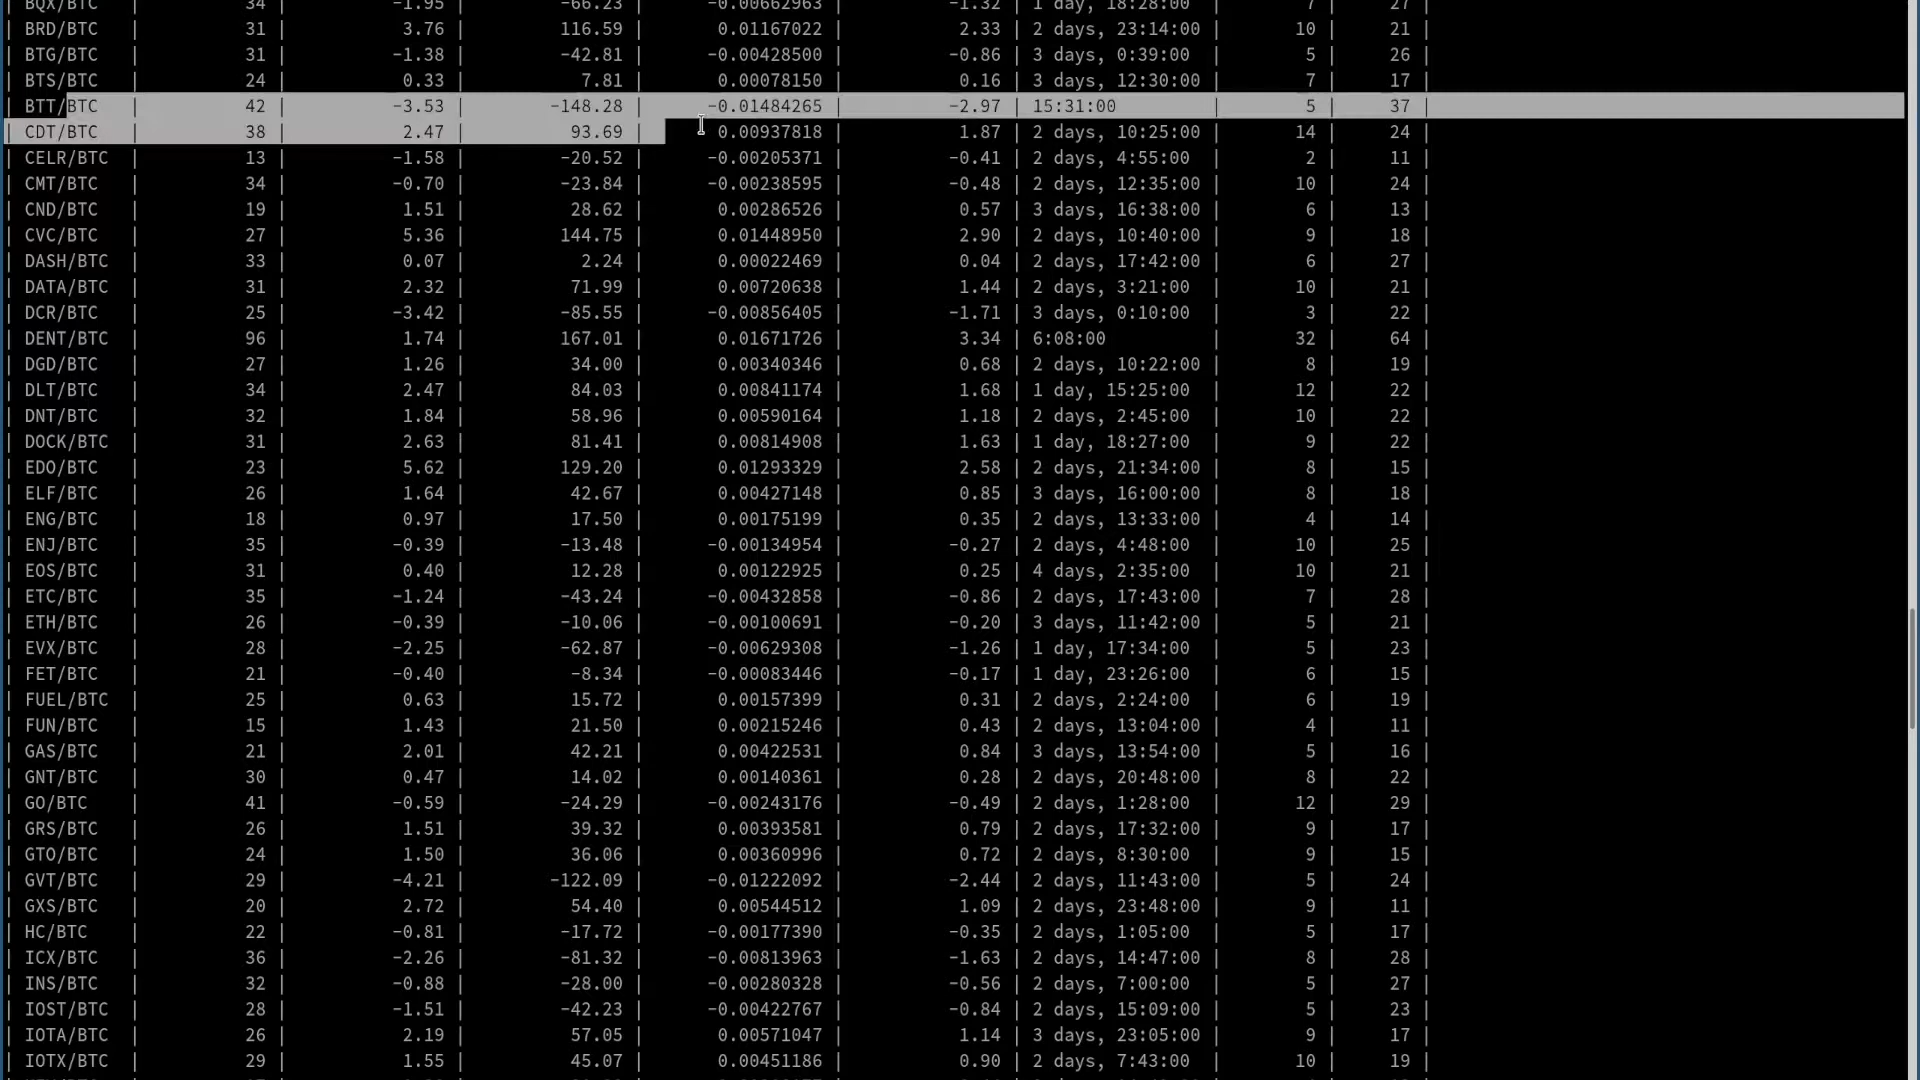 | BQX/BTC | 34 | -1.95 | -66.23 | -0.00662963 | -1.32 | 1 day, 18:28:00 | 7 | 27 |
| BRD/BTC | 31 | 3.76 | 116.59 | 0.01167022 | 2.33 | 2 days, 23:14:00 | 10 | 21 |
| BTG/BTC | 31 | -1.38 | -42.81 | -0.00428500 | -0.86 | 3 days, 0:39:00 | 5 | 26 |
| BTS/BTC | 24 | 0.33 | 7.81 | 0.00078150 | 0.16 | 3 days, 12:30:00 | 7 | 17 |
| BTT/BTC | 42 | -3.53 | -148.28 | -0.01484265 | -2.97 | 15:31:00 | 5 | 37 |
| CDT/BTC | 38 | 2.47 | 93.69 | 0.00937818 | 1.87 | 2 days, 10:25:00 | 14 | 24 |
| CELR/BTC | 13 | -1.58 | -20.52 | -0.00205371 | -0.41 | 2 days, 4:55:00 | 2 | 11 |
| CMT/BTC | 34 | -0.70 | -23.84 | -0.00238595 | -0.48 | 2 days, 12:35:00 | 10 | 24 |
| CND/BTC | 19 | 1.51 | 28.62 | 0.00286526 | 0.57 | 3 days, 16:38:00 | 6 | 13 |
| CVC/BTC | 27 | 5.36 | 144.75 | 0.01448950 | 2.90 | 2 days, 10:40:00 | 9 | 18 |
| DASH/BTC | 33 | 0.07 | 2.24 | 0.00022469 | 0.04 | 2 days, 17:42:00 | 6 | 27 |
| DATA/BTC | 31 | 2.32 | 71.99 | 0.00720638 | 1.44 | 2 days, 3:21:00 | 10 | 21 |
| DCR/BTC | 25 | -3.42 | -85.55 | -0.00856405 | -1.71 | 3 days, 0:10:00 | 3 | 22 |
| DENT/BTC | 96 | 1.74 | 167.01 | 0.01671726 | 3.34 | 6:08:00 | 32 | 64 |
| DGD/BTC | 27 | 1.26 | 34.00 | 0.00340346 | 0.68 | 2 days, 10:22:00 | 8 | 19 |
| DLT/BTC | 34 | 2.47 | 84.03 | 0.00841174 | 1.68 | 1 day, 15:25:00 | 12 | 22 |
| DNT/BTC | 32 | 1.84 | 58.96 | 0.00590164 | 1.18 | 2 days, 2:45:00 | 10 | 22 |
| DOCK/BTC | 31 | 2.63 | 81.41 | 0.00814908 | 1.63 | 1 day, 18:27:00 | 9 | 22 |
| EDO/BTC | 23 | 5.62 | 129.20 | 0.01293329 | 2.58 | 2 days, 21:34:00 | 8 | 15 |
| ELF/BTC | 26 | 1.64 | 42.67 | 0.00427148 | 0.85 | 3 days, 16:00:00 | 8 | 18 |
| ENG/BTC | 18 | 0.97 | 17.50 | 0.00175199 | 0.35 | 2 days, 13:33:00 | 4 | 14 |
| ENJ/BTC | 35 | -0.39 | -13.48 | -0.00134954 | -0.27 | 2 days, 4:48:00 | 10 | 25 |
| EOS/BTC | 31 | 0.40 | 12.28 | 0.00122925 | 0.25 | 4 days, 2:35:00 | 10 | 21 |
| ETC/BTC | 35 | -1.24 | -43.24 | -0.00432858 | -0.86 | 2 days, 17:43:00 | 7 | 28 |
| ETH/BTC | 26 | -0.39 | -10.06 | -0.00100691 | -0.20 | 3 days, 11:42:00 | 5 | 21 |
| EVX/BTC | 28 | -2.25 | -62.87 | -0.00629308 | -1.26 | 1 day, 17:34:00 | 5 | 23 |
| FET/BTC | 21 | -0.40 | -8.34 | -0.00083446 | -0.17 | 1 day, 23:26:00 | 6 | 15 |
| FUEL/BTC | 25 | 0.63 | 15.72 | 0.00157399 | 0.31 | 2 days, 2:24:00 | 6 | 19 |
| FUN/BTC | 15 | 1.43 | 21.50 | 0.00215246 | 0.43 | 2 days, 13:04:00 | 4 | 11 |
| GAS/BTC | 21 | 2.01 | 42.21 | 0.00422531 | 0.84 | 3 days, 13:54:00 | 5 | 16 |
| GNT/BTC | 30 | 0.47 | 14.02 | 0.00140361 | 0.28 | 2 days, 20:48:00 | 8 | 22 |
| GO/BTC | 41 | -0.59 | -24.29 | -0.00243176 | -0.49 | 2 days, 1:28:00 | 12 | 29 |
| GRS/BTC | 26 | 1.51 | 39.32 | 0.00393581 | 0.79 | 2 days, 17:32:00 | 9 | 17 |
| GTO/BTC | 24 | 1.50 | 36.06 | 0.00360996 | 0.72 | 2 days, 8:30:00 | 9 | 15 |
| GVT/BTC | 29 | -4.21 | -122.09 | -0.01222092 | -2.44 | 2 days, 11:43:00 | 5 | 24 |
| GXS/BTC | 20 | 2.72 | 54.40 | 0.00544512 | 1.09 | 2 days, 23:48:00 | 9 | 11 |
| HC/BTC | 22 | -0.81 | -17.72 | -0.00177390 | -0.35 | 2 days, 1:05:00 | 5 | 17 |
| ICX/BTC | 36 | -2.26 | -81.32 | -0.00813963 | -1.63 | 2 days, 14:47:00 | 8 | 28 |
| INS/BTC | 32 | -0.88 | -28.00 | -0.00280328 | -0.56 | 2 days, 7:00:00 | 5 | 27 |
| IOST/BTC | 28 | -1.51 | -42.23 | -0.00422767 | -0.84 | 2 days, 15:09:00 | 5 | 23 |
| IOTA/BTC | 26 | 2.19 | 57.05 | 0.00571047 | 1.14 | 3 days, 23:05:00 | 9 | 17 |
| IOTX/BTC | 29 | 1.55 | 45.07 | 0.00451186 | 0.90 | 2 days, 7:43:00 | 10 | 19 |